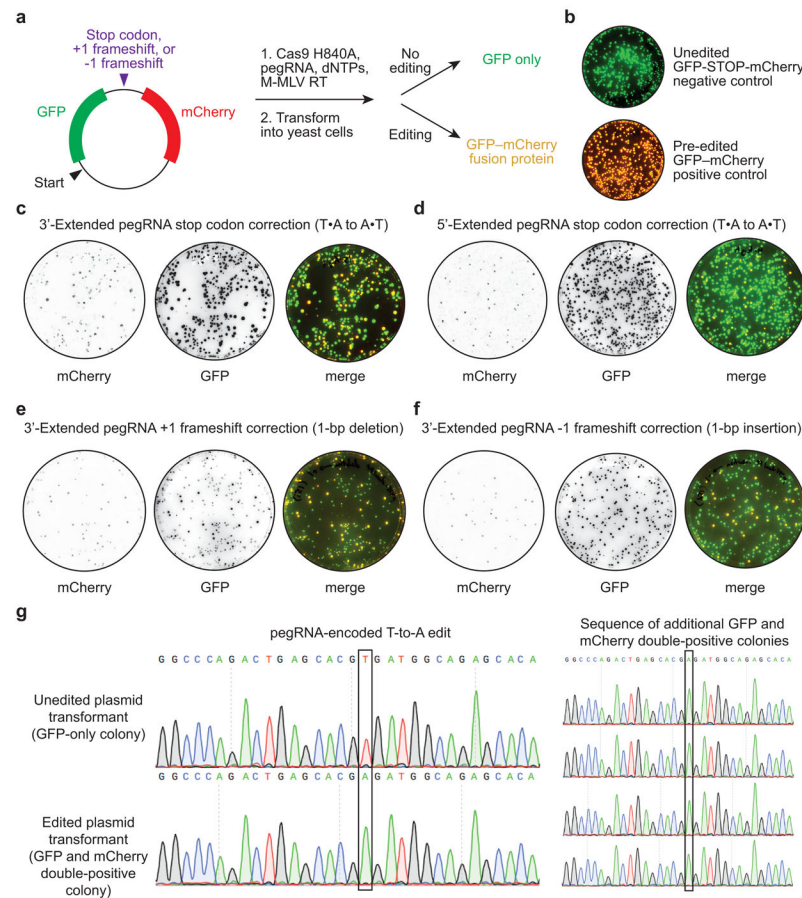 a
Stop codon,
+1 frameshift, or
-1 frameshift
GFP
mCherry
Start
1. Cas9 H840A,
pegRNA, dNTPs,
M-MLV RT
2. Transform
into yeast cells
No
editing
GFP only
Editing
GFP–mCherry
fusion protein
b
Unedited
GFP-STOP-mCherry
negative control
Pre-edited
GFP–mCherry
positive control
c
3'-Extended pegRNA stop codon correction (T•A to A•T)
mCherry
GFP
merge
d
5'-Extended pegRNA stop codon correction (T•A to A•T)
mCherry
GFP
merge
e
3'-Extended pegRNA +1 frameshift correction (1-bp deletion)
mCherry
GFP
merge
f
3'-Extended pegRNA -1 frameshift correction (1-bp insertion)
mCherry
GFP
merge
g
pegRNA-encoded T-to-A edit
G G C C C A G A C T G A G C A C G T G A T G G C A G A G C A C A
Unedited plasmid
transformant
(GFP-only colony)
G G C C C A G A C T G A G C A C G A G A T G G C A G A G C A C A
Edited plasmid
transformant
(GFP and mCherry
double-positive
colony)
Sequence of additional GFP and
mCherry double-positive colonies
G G C C C A G A C T G A G C A C G A G A T G G C A G A G C A C A